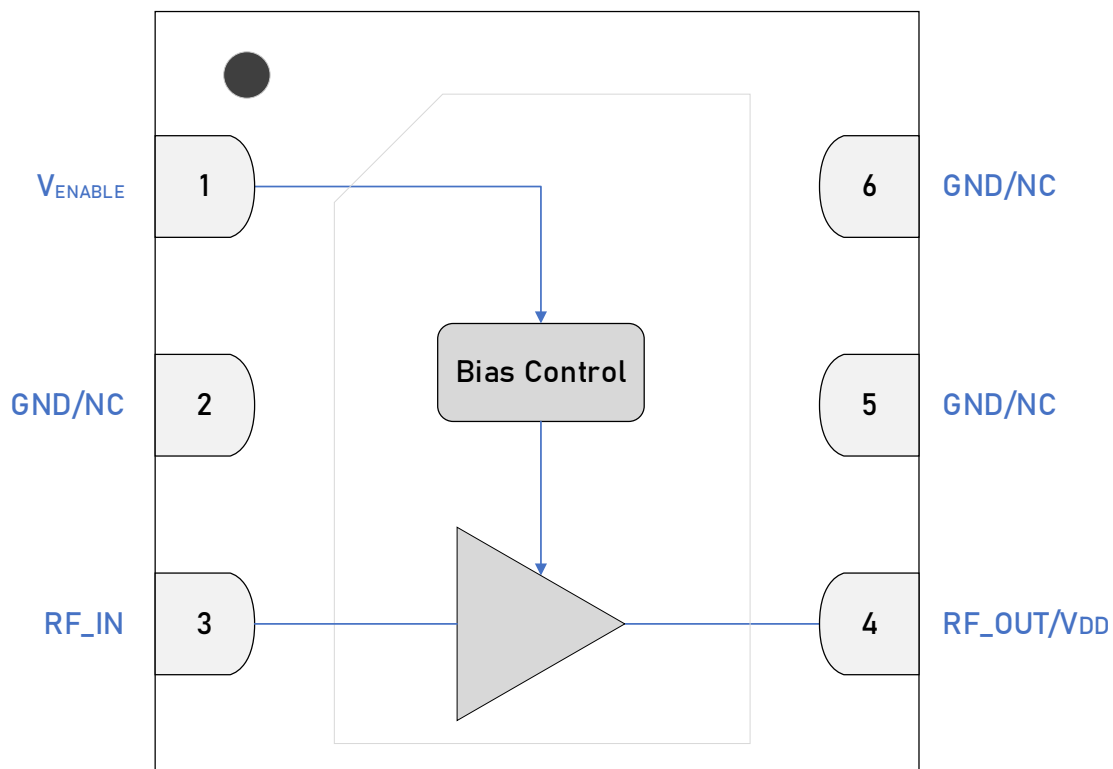 VENABLE 1 6 GND/NC
Bias Control
GND/NC 2 5 GND/NC
RF_IN 3 4 RF_OUT/VDD